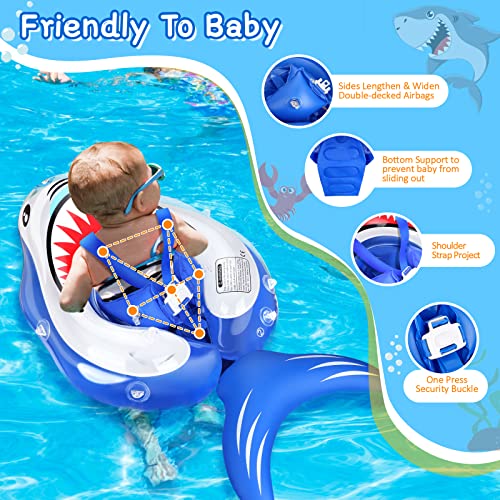 Friendly To Baby
Sides Lengthen & Widen
Double-decked Airbags
Bottom Support to
prevent baby from
sliding out
Shoulder
Strap Project
One Press
Security Buckle